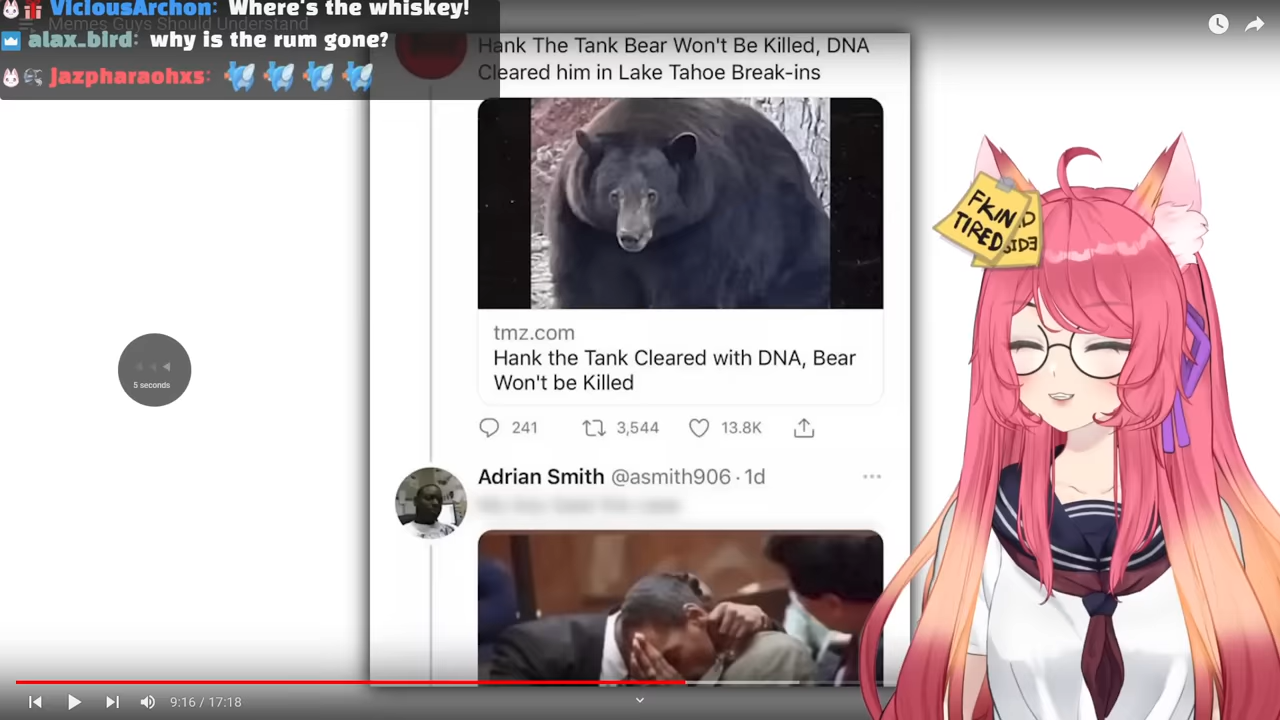 VIciousArchon: Where's the whiskey!
Memes Guys Should Understand
alax_bird: why is the rum gone?
Jazpharaohxs:
Hank The Tank Bear Won't Be Killed, DNA
Cleared him in Lake Tahoe Break-ins
FKIN
TIRED
tmz.com
Hank the Tank Cleared with DNA, Bear
Won't be Killed
5 seconds
241
3,544
13.8K
Adrian Smith @asmith906 · 1d
9:16 / 17:18